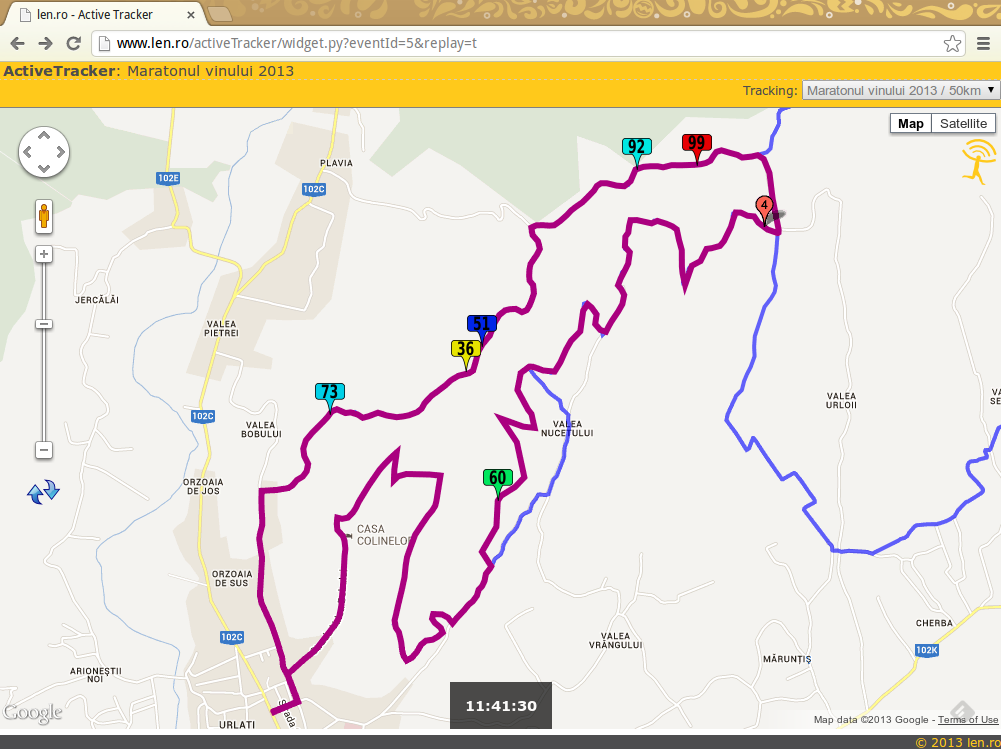 len.ro - Active Tracker
www.len.ro/activeTracker/widget.py?eventId=5&replay=t
ActiveTracker: Maratonul vinului 2013
Tracking: Maratonul vinului 2013 / 50km
Map Satellite
92
99
PLAVIA
102E
102C
4
JERCĂLĂI
VALEA
PIETREI
51
36
73
VALEA
URLOII
VA
SE
102C
VALEA
BOBULUI
VALEA
NUCETULUI
60
ORZOAIA
DE JOS
CASA
COLINELOR
ORZOAIA
DE SUS
102C
CHERBA
VALEA
VRÂNGULUI
102K
MĂRUNȚIȘ
ARIONEȘTII
NOI
Strada
11:41:30
Google
URLATI
Map data ©2013 Google - Terms of Use
© 2013 len.ro